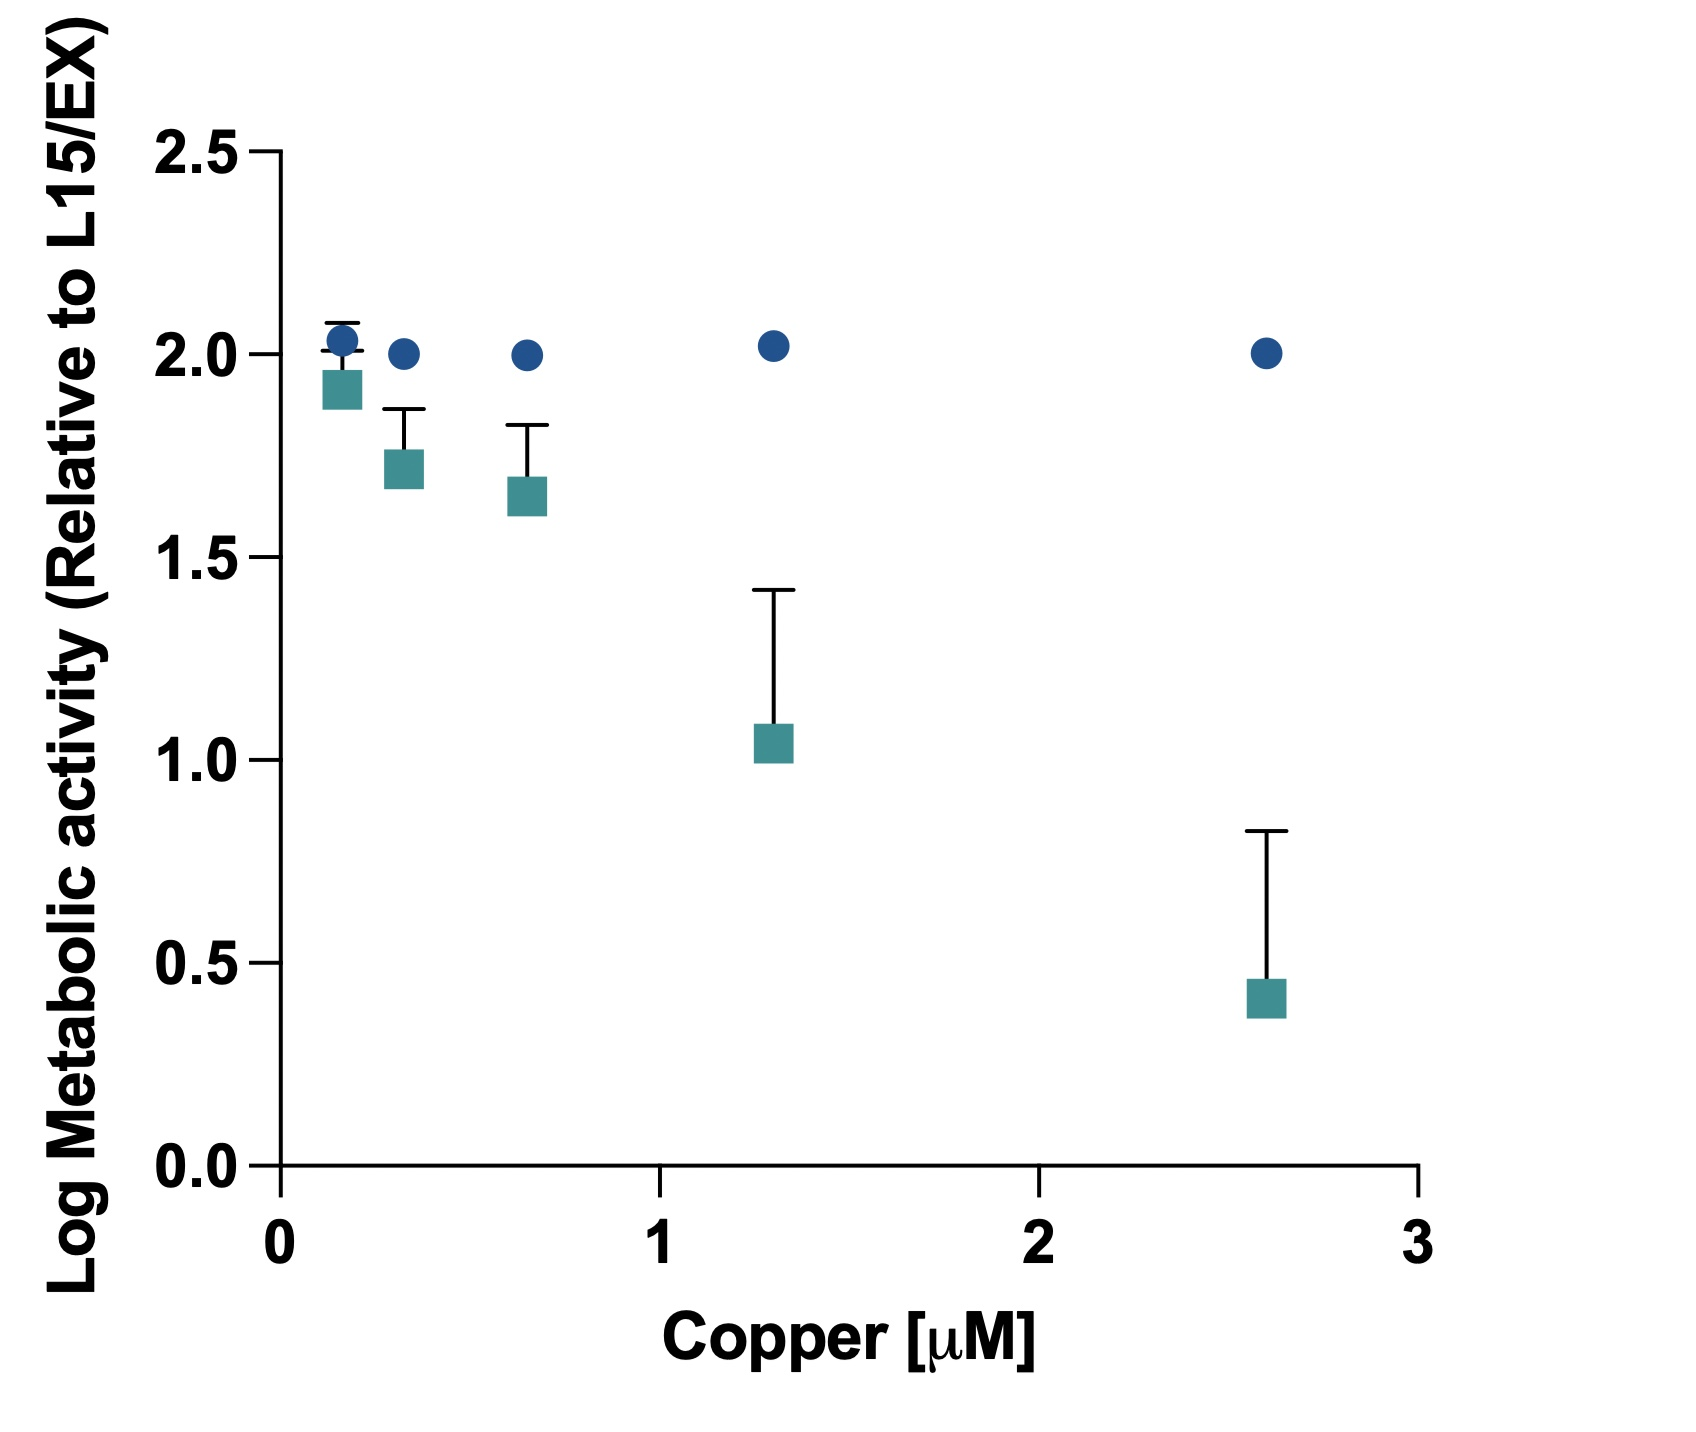 Log Metabolic activity (Relative to L15/EX)
2.5
2.0
1.5
1.0
0.5
0.0
0 1 2 3
Copper [μM]